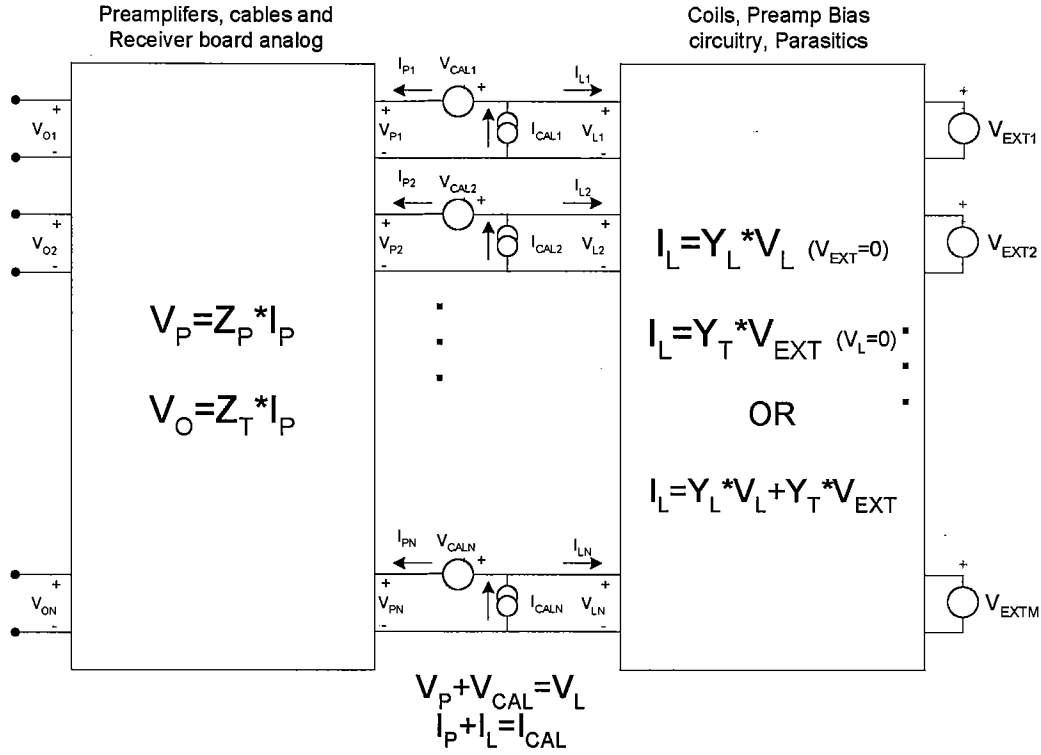 Preamplifers, cables and
Receiver board analog
Coils, Preamp Bias
circuitry, Parasitics
I_P1 V_CAL1 + I_L1
+ V_O1 -
+ V_P1 -
I_CAL1
+ V_L1 -
+ V_EXT1
I_P2 V_CAL2 + I_L2
+ V_O2 -
+ V_P2 -
I_CAL2
+ V_L2 -
+ V_EXT2
I_L=Y_L*V_L (V_EXT=0)
V_P=Z_P*I_P
I_L=Y_T*V_EXT (V_L=0)
V_O=Z_T*I_P
OR
I_L=Y_L*V_L+Y_T*V_EXT
I_PN V_CALN + I_LN
+ V_ON -
+ V_PN -
I_CALN
+ V_LN -
+ V_EXTM
V_P+V_CAL=V_L
I_P+I_L=I_CAL